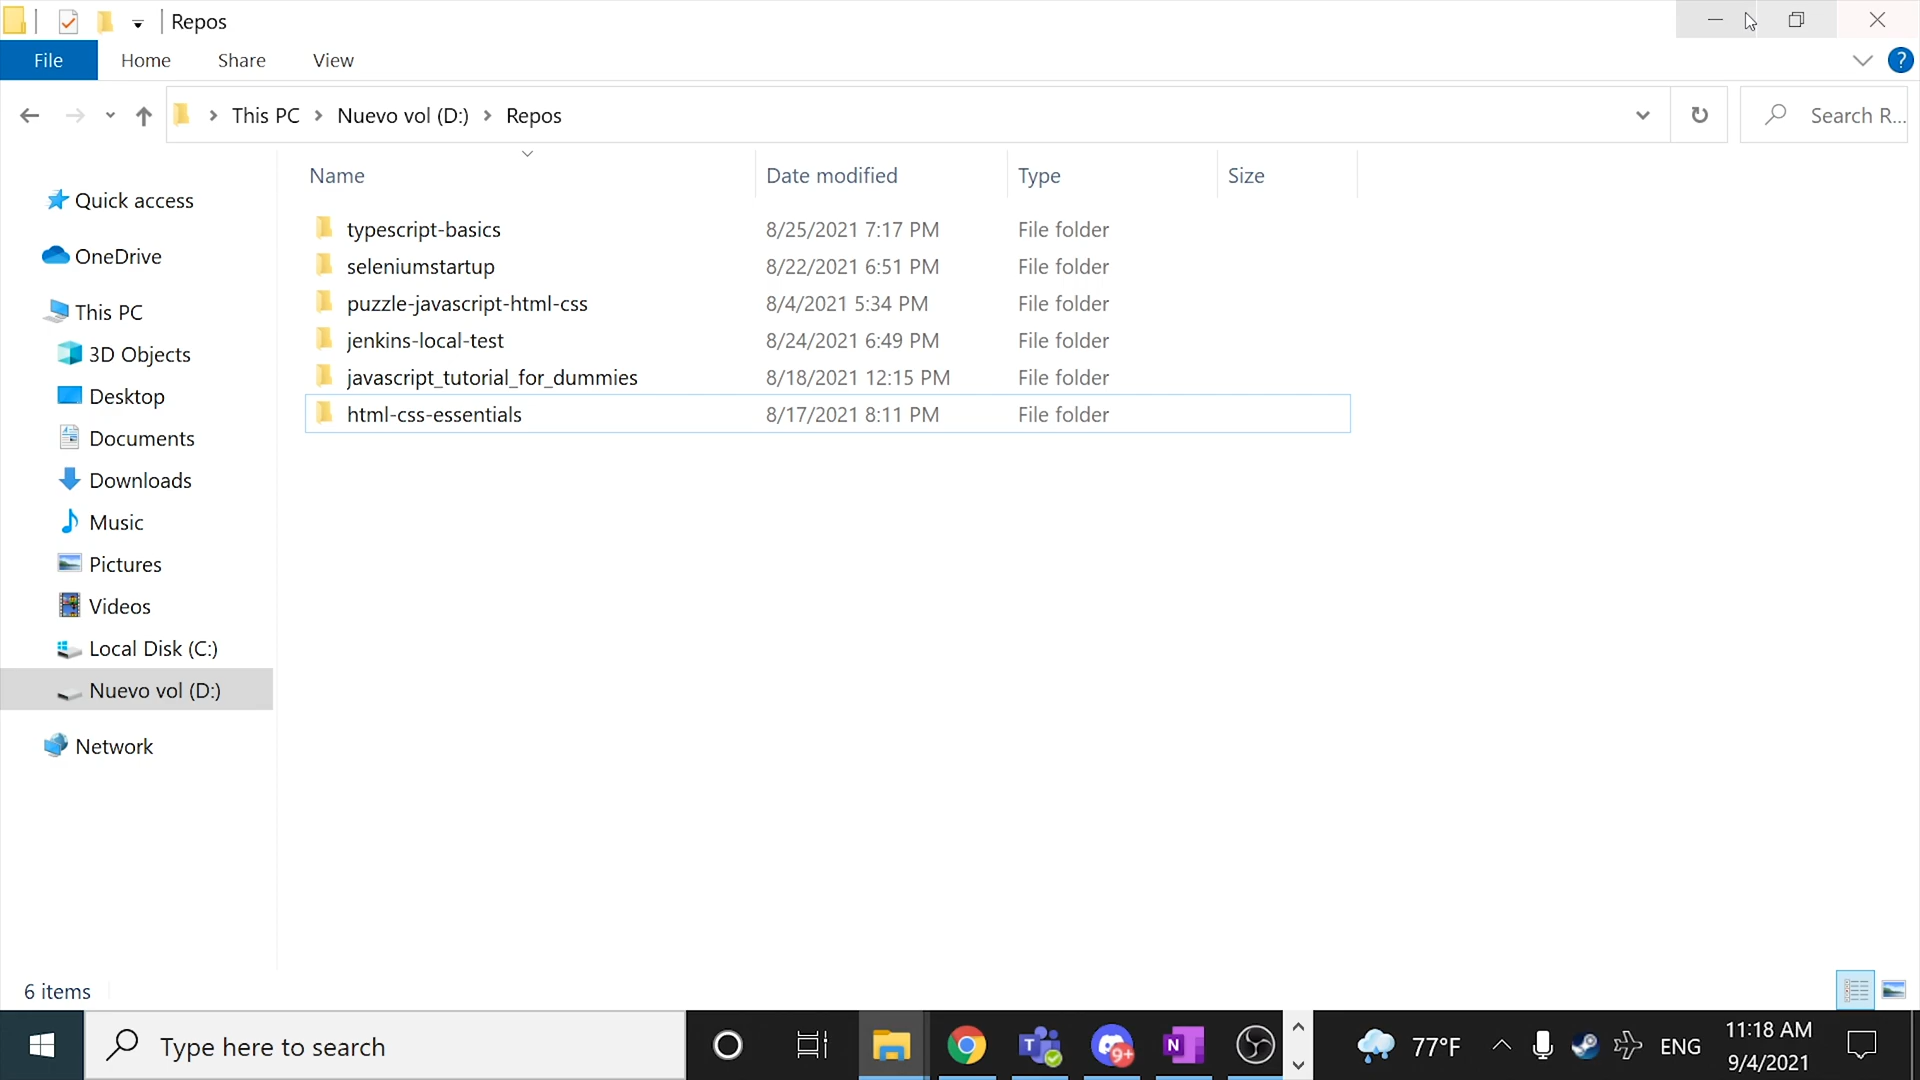 Repos
File Home Share View
?
This PC Nuevo vol (D:) Repos
Search R...
Name Date modified Type Size
Quick access
OneDrive
This PC
3D Objects
Desktop
Documents
Downloads
Music
Pictures
Videos
Local Disk (C:)
Nuevo vol (D:)
Network
typescript-basics 8/25/2021 7:17 PM File folder
seleniumstartup 8/22/2021 6:51 PM File folder
puzzle-javascript-html-css 8/4/2021 5:34 PM File folder
jenkins-local-test 8/24/2021 6:49 PM File folder
javascript_tutorial_for_dummies 8/18/2021 12:15 PM File folder
html-css-essentials 8/17/2021 8:11 PM File folder
6 items
Type here to search
T
9+
N
77°F
ENG
11:18 AM
9/4/2021